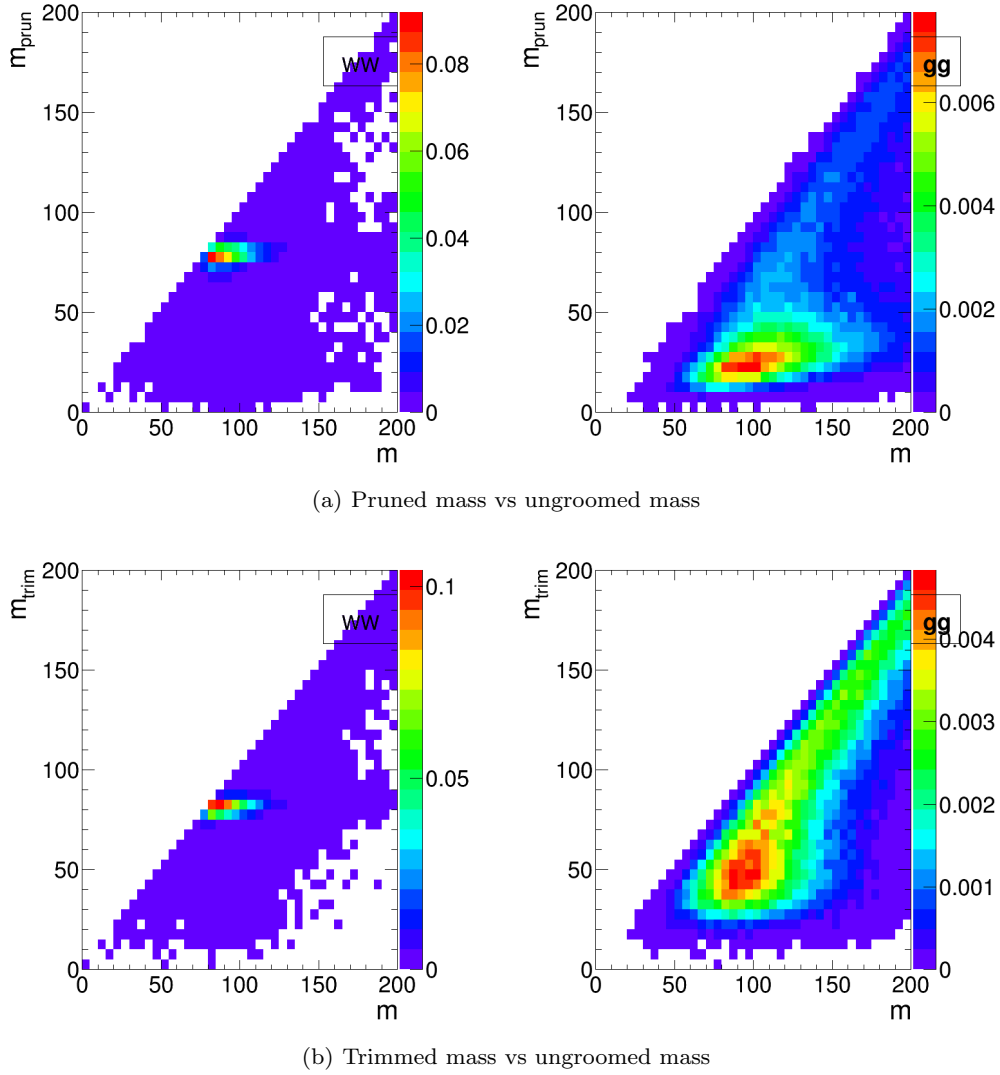 200
150
100
50
0
m_prun
WW
0.08
0.06
0.04
0.02
0
0 50 100 150 200
m
200
150
100
50
0
m_prun
gg
0.006
0.004
0.002
0
0 50 100 150 200
m
(a) Pruned mass vs ungroomed mass
200
150
100
50
0
m_trim
WW
0.1
0.05
0
0 50 100 150 200
m
200
150
100
50
0
m_trim
gg
0.004
0.003
0.002
0.001
0
0 50 100 150 200
m
(b) Trimmed mass vs ungroomed mass